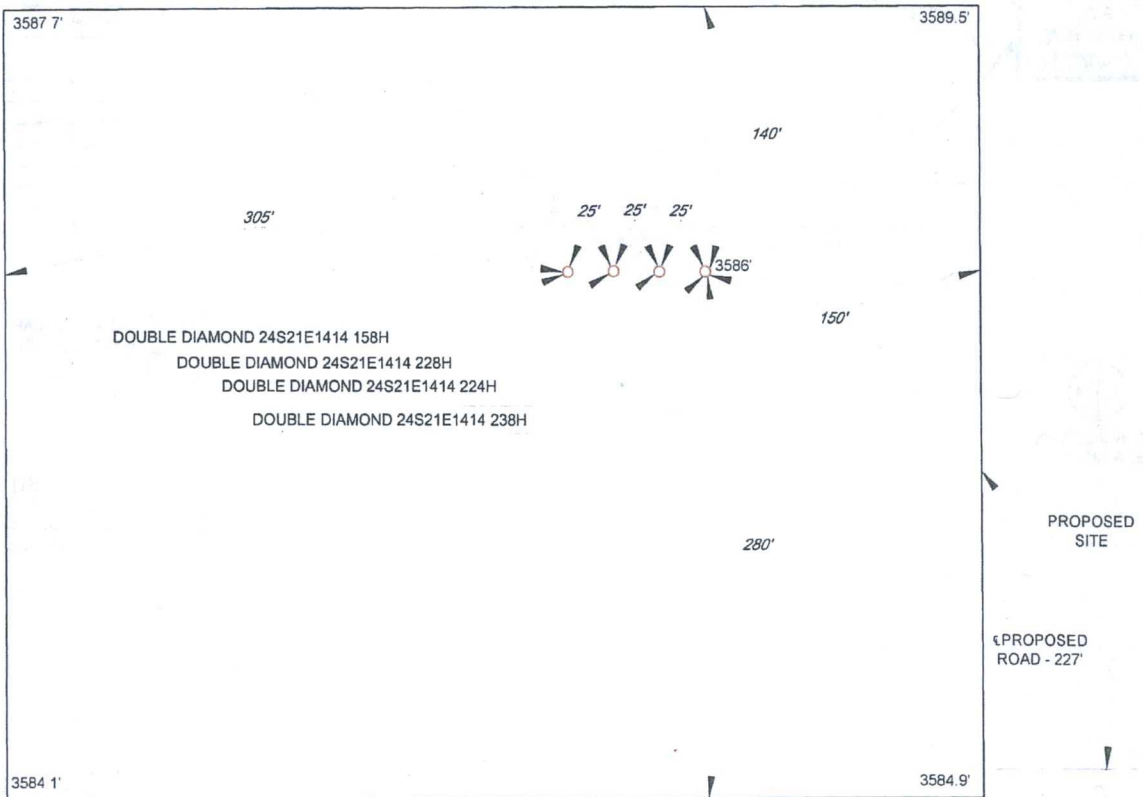 3587 7'
3589.5'
140'
305'
25' 25' 25'
3586'
150'
DOUBLE DIAMOND 24S21E1414 158H
DOUBLE DIAMOND 24S21E1414 228H
DOUBLE DIAMOND 24S21E1414 224H
DOUBLE DIAMOND 24S21E1414 238H
PROPOSED
SITE
280'
℄PROPOSED
ROAD - 227'
3584 1'
3584.9'